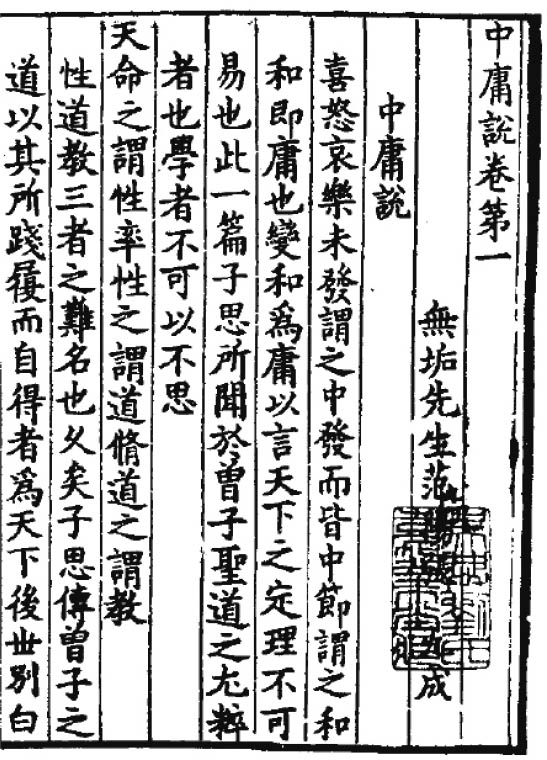 中庸說卷第一
無垢先生范成
中庸說
喜怒哀樂未發謂之中發而皆中節謂之和
和即庸也變和爲庸以言天下之定理不可
易也此一篇子思所聞於曾子聖道之尤粹
者也學者不可以不思
天命之謂性率性之謂道脩道之謂教
性道教三者之難名也久矣子思傳曾子之
道以其所踐履而自得者爲天下後世別白